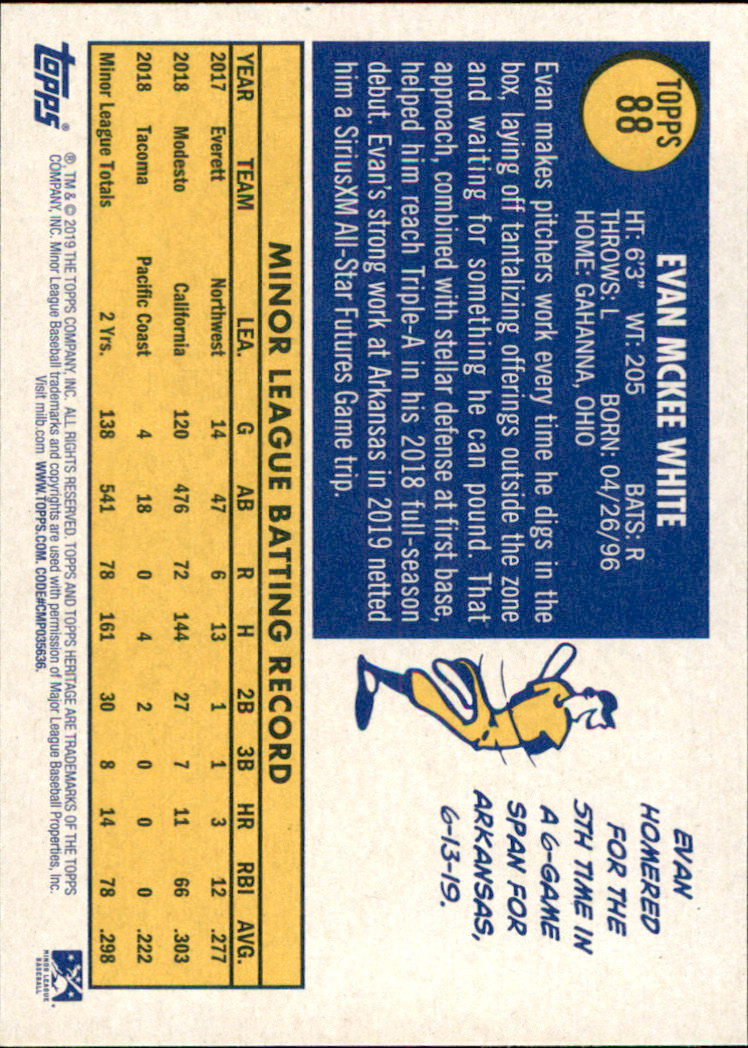 TOPPS
88
EVAN MCKEE WHITE
HT: 6'3" WT: 205 BATS: R
THROWS: L BORN: 04/26/96
HOME: GAHANNA, OHIO
Evan makes pitchers work every time he digs in the
box, laying off tantalizing offerings outside the zone
and waiting for something he can pound. That
approach, combined with stellar defense at first base,
helped him reach Triple-A in his 2018 full-season
debut. Evan's strong work at Arkansas in 2019 netted
him a SiriusXM All-Star Futures Game trip.
EVAN
HOMERED
FOR THE
5TH TIME IN
A 6-GAME
SPAN FOR
ARKANSAS,
6-13-19.
MINOR LEAGUE BATTING RECORD
YEAR TEAM LEA. G AB R H 2B 3B HR RBI AVG.
2017 Everett Northwest 14 47 6 13 1 1 3 12 .277
2018 Modesto California 120 476 72 144 27 7 11 66 .303
2018 Tacoma Pacific Coast 4 18 0 4 2 0 0 0 .222
Minor League Totals 2 Yrs. 138 541 78 161 30 8 14 78 .298
topps®
®, TM & © 2019 THE TOPPS COMPANY, INC. ALL RIGHTS RESERVED. TOPPS AND TOPPS HERITAGE ARE TRADEMARKS OF THE TOPPS
COMPANY, INC. Minor League Baseball trademarks and copyrights are used with permission of Major League Baseball Properties, Inc.
Visit milb.com WWW.TOPPS.COM. CODE#CMP035636.
MINOR LEAGUE
BASEBALL